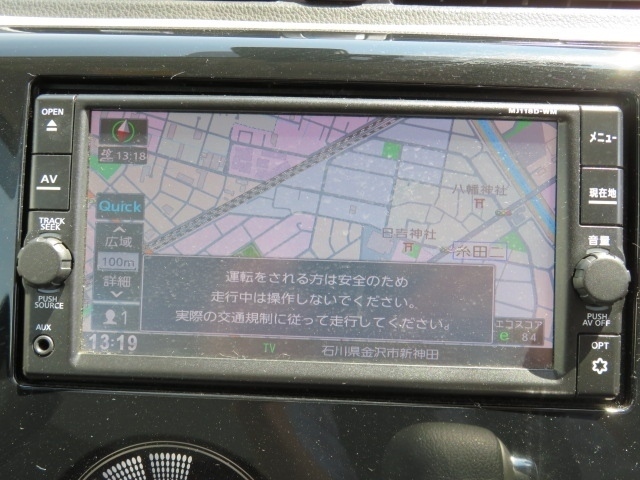 MJ116D-WM
OPEN
AV
TRACK
SEEK
PUSH
SOURCE
AUX
13:18
Quick
広域
100m
詳細
1
13:19
八幡神社
日吉神社
糸田二
運転をされる方は安全のため
走行中は操作しないでください。
実際の交通規制に従って走行してください。
エコスコア
e 84
TV
石川県金沢市新神田
メニュー
現在地
音量
PUSH
AV OFF
OPT